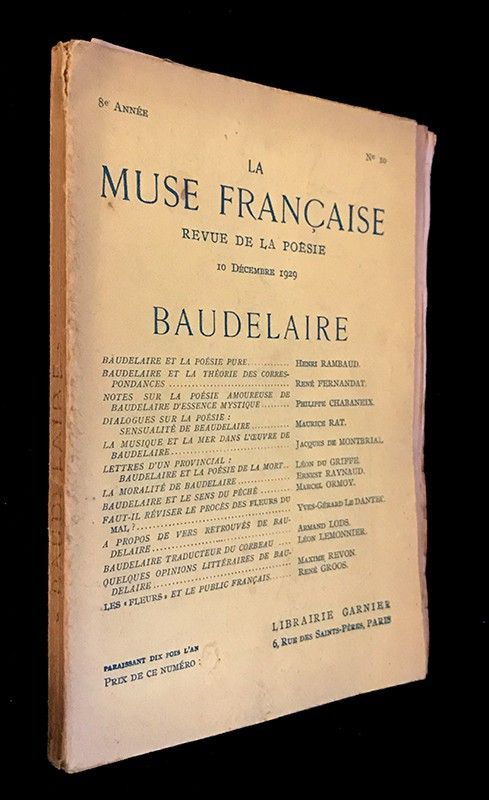 8e ANNÉE
No 10
LA
MUSE FRANÇAISE
REVUE DE LA POÉSIE
10 DÉCEMBRE 1929
BAUDELAIRE
BAUDELAIRE ET LA POÉSIE PURE............ HENRI RAMBAUD.
BAUDELAIRE ET LA THÉORIE DES CORRES-
PONDANCES .............................. RENÉ FERNANDAT.
NOTES SUR LA POÉSIE AMOUREUSE DE
BAUDELAIRE D'ESSENCE MYSTIQUE ........ PHILIPPE CHABANEIX.
DIALOGUES SUR LA POÉSIE :
SENSUALITÉ DE BEAUDELAIRE............ MAURICE RAT.
LA MUSIQUE ET LA MER DANS L'ŒUVRE DE
BAUDELAIRE.............................. JACQUES DE MONTBRIAL.
LETTRES D'UN PROVINCIAL :
BAUDELAIRE ET LA POÉSIE DE LA MORT.. LÉON DU GRIFFE.
LA MORALITÉ DE BAUDELAIRE .............. ERNEST RAYNAUD.
BAUDELAIRE ET LE SENS DU PÉCHÉ ........ MARCEL ORMOY.
FAUT-IL RÉVISER LE PROCÈS DES FLEURS DU
MAL ?................................... YVES-GÉRARD LE DANTEC.
A PROPOS DE VERS RETROUVÉS DE BAU-
DELAIRE ................................ ARMAND LODS.
BAUDELAIRE TRADUCTEUR DU CORBEAU .... LÉON LEMONNIER.
QUELQUES OPINIONS LITTÉRAIRES DE BAU-
DELAIRE ................................ MAXIME REVON.
LES « FLEURS » ET LE PUBLIC FRANÇAIS..... RENÉ GROOS.
LIBRAIRIE GARNIER
6, RUE DES SAINTS-PÈRES, PARIS
PARAISSANT DIX FOIS L'AN
PRIX DE CE NUMÉRO :